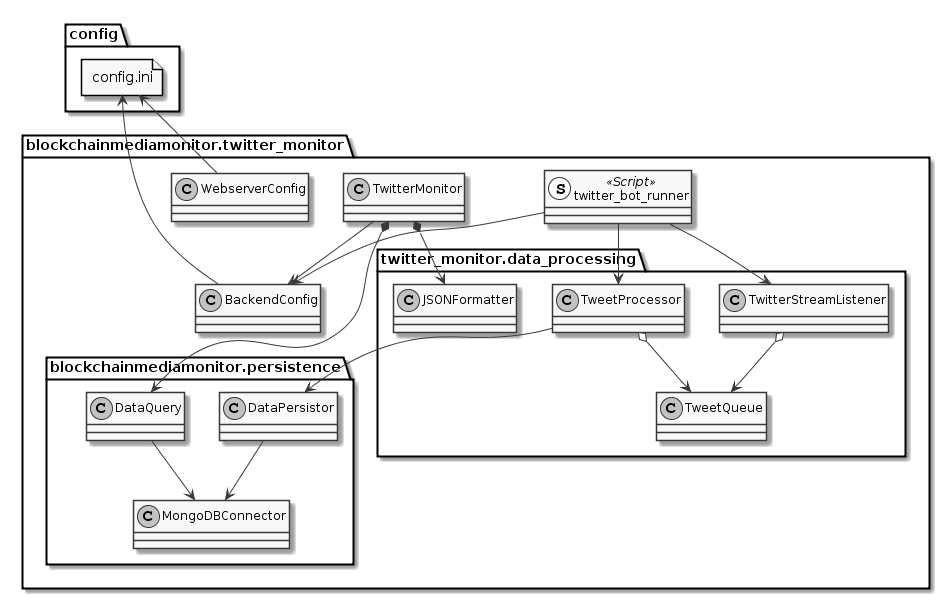 config
config.ini
blockchainmediamonitor.twitter_monitor
C WebserverConfig
C TwitterMonitor
S «Script»
twitter_bot_runner
twitter_monitor.data_processing
C BackendConfig
C JSONFormatter
C TweetProcessor
C TwitterStreamListener
blockchainmediamonitor.persistence
C DataQuery
C DataPersistor
C TweetQueue
C MongoDBConnector